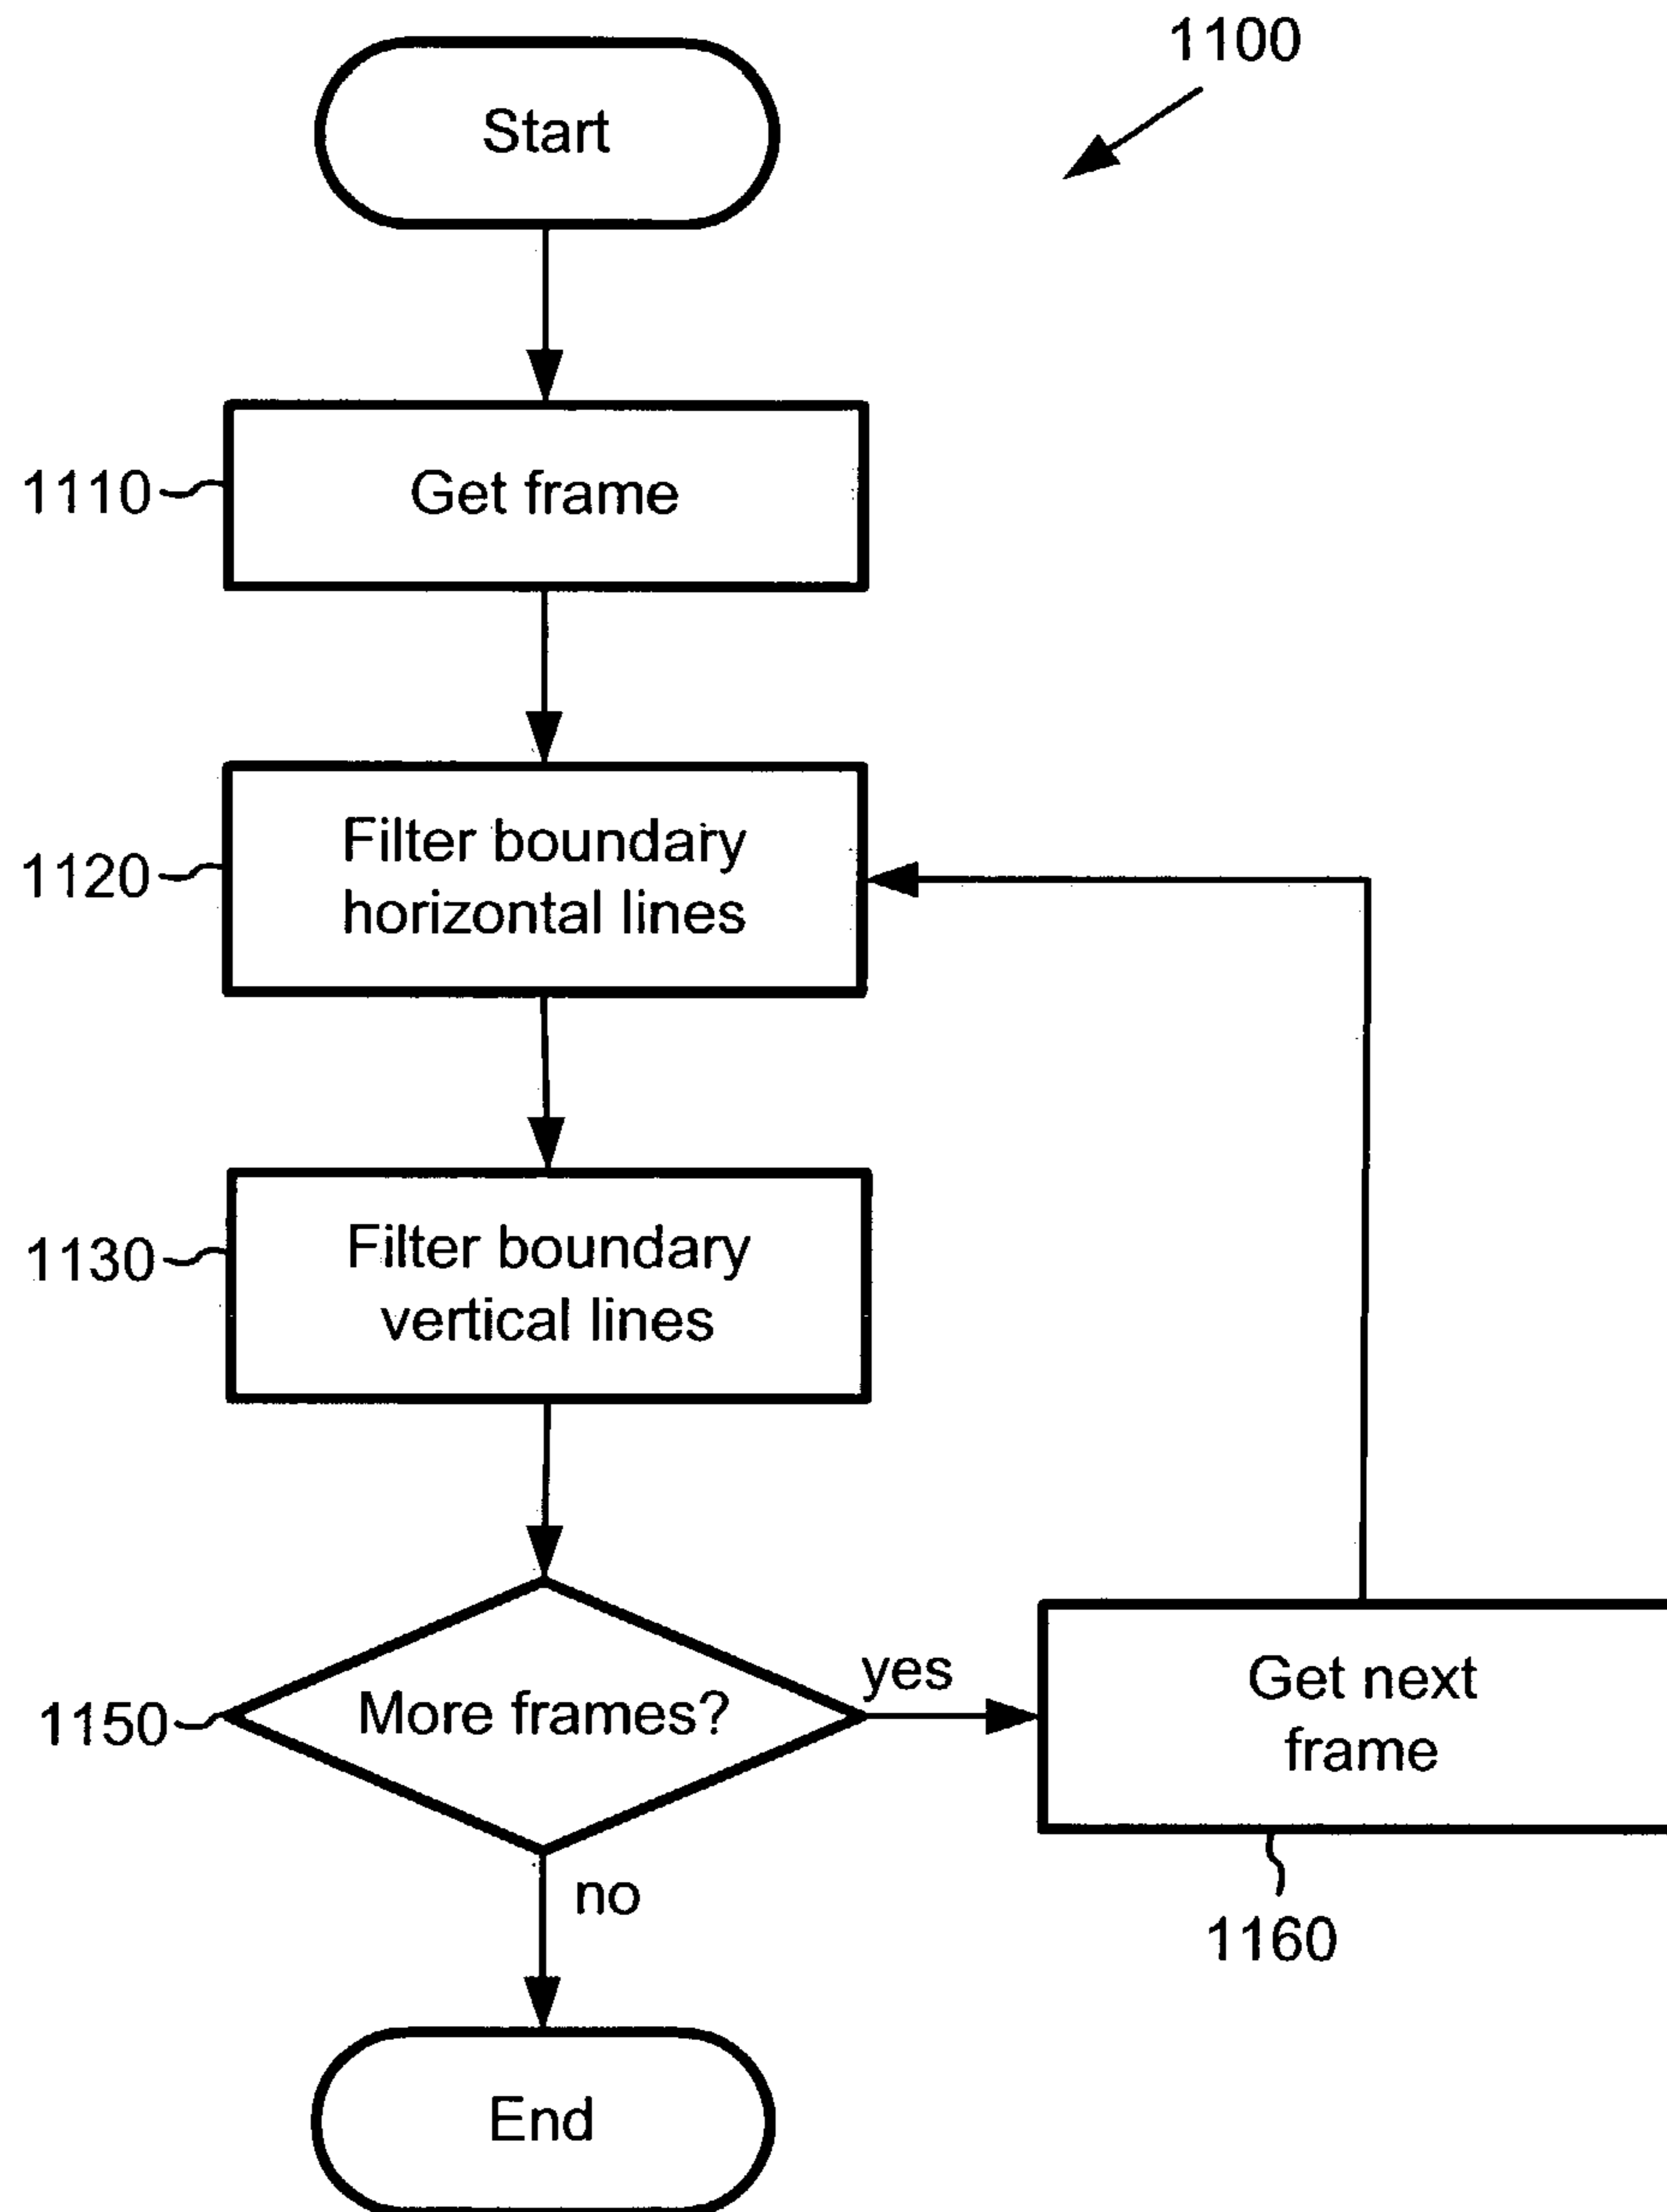 1100
Start
1110
Get frame
1120
Filter boundary
horizontal lines
1130
Filter boundary
vertical lines
1150
More frames?
yes
Get next
frame
1160
no
End